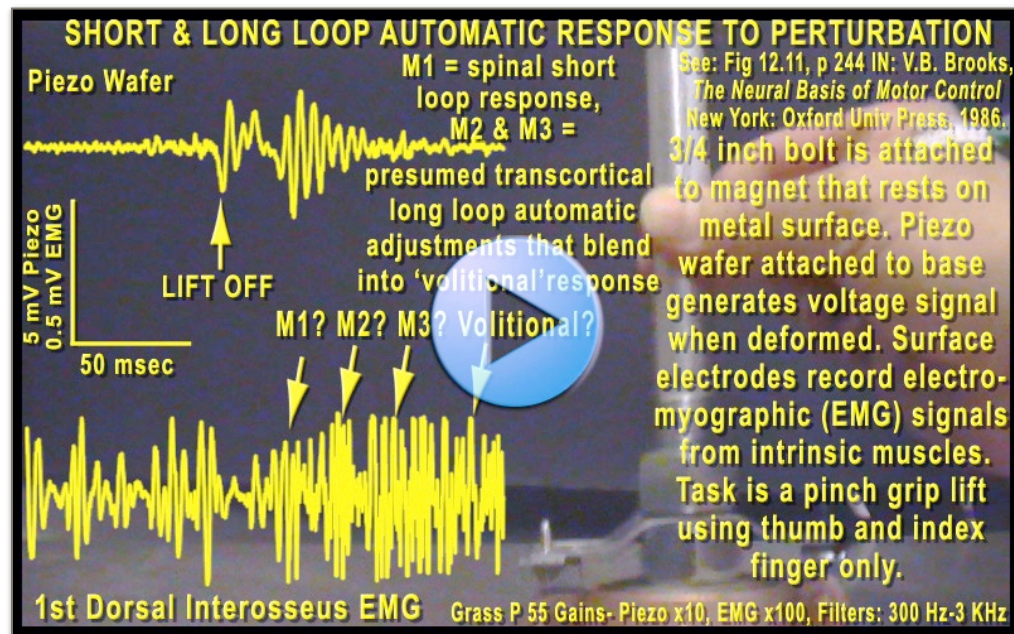 SHORT & LONG LOOP AUTOMATIC RESPONSE TO PERTURBATION
Piezo Wafer
M1 = spinal short
loop response,
M2 & M3 =
presumed transcortical
long loop automatic
adjustments that blend
into ‘volitional’response
See: Fig 12.11, p 244 IN: V.B. Brooks,
The Neural Basis of Motor Control
New York: Oxford Univ Press, 1986.
3/4 inch bolt is attached
to magnet that rests on
metal surface. Piezo
wafer attached to base
generates voltage signal
when deformed. Surface
electrodes record electro-
myographic (EMG) signals
from intrinsic muscles.
Task is a pinch grip lift
using thumb and index
finger only.
5 mV Piezo
0.5 mV EMG
50 msec
LIFT OFF
M1? M2? M3? Volitional?
1st Dorsal Interosseus EMG
Grass P 55 Gains- Piezo x10, EMG x100, Filters: 300 Hz-3 KHz